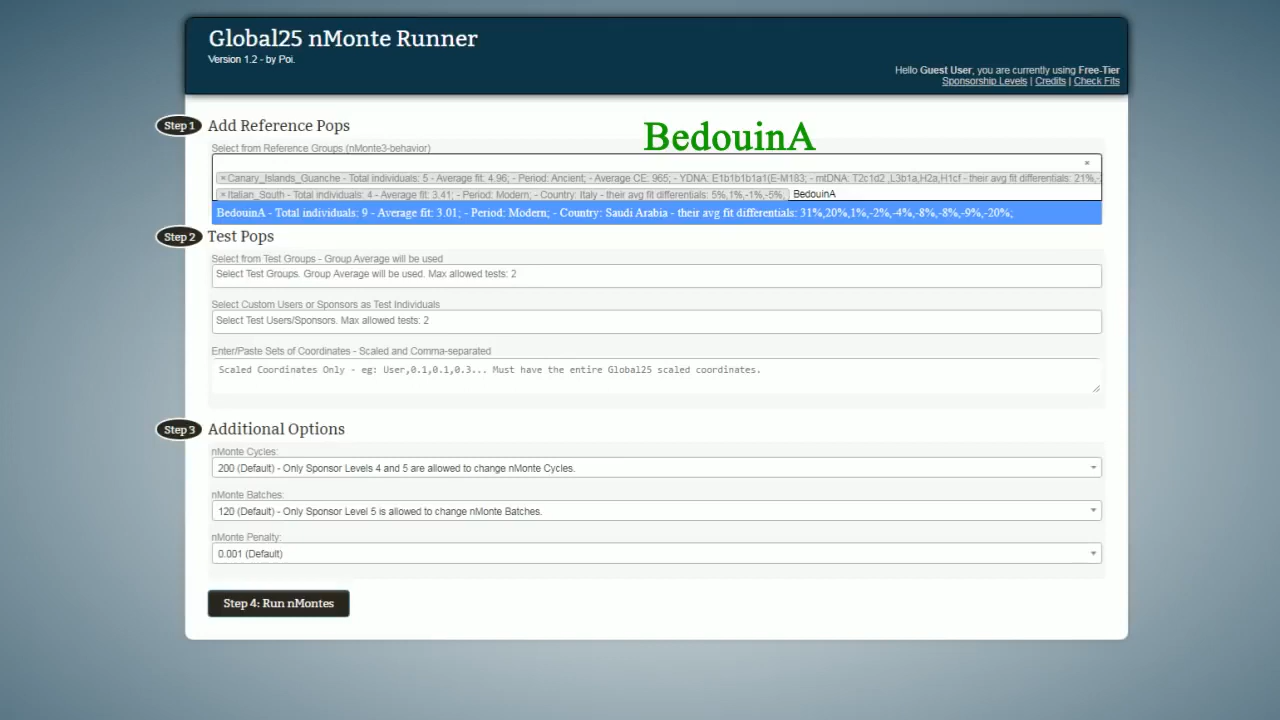 Global25 nMonte Runner
Version 1.2 - by Poi.
Hello Guest User, you are currently using Free-Tier
Sponsorship Levels | Credits | Check Fits
Step 1 Add Reference Pops
BedouinA
Select from Reference Groups (nMonte3-behavior)
×
×Canary_Islands_Guanche - Total individuals: 5 - Average fit: 4.96; - Period: Ancient; - Average CE: 965; - YDNA: E1b1b1b1a1(E-M183; - mtDNA: T2c1d2 ,L3b1a,H2a,H1cf - their avg fit differentials: 21%,-
×Italian_South - Total individuals: 4 - Average fit: 3.41; - Period: Modern; - Country: Italy - their avg fit differentials: 5%,1%,-1%,-5%, BedouinA
BedouinA - Total individuals: 9 - Average fit: 3.01; - Period: Modern; - Country: Saudi Arabia - their avg fit differentials: 31%,20%,1%,-2%,-4%,-8%,-8%,-9%,-20%;
Step 2 Test Pops
Select from Test Groups - Group Average will be used
Select Test Groups. Group Average will be used. Max allowed tests: 2
Select Custom Users or Sponsors as Test Individuals
Select Test Users/Sponsors. Max allowed tests: 2
Enter/Paste Sets of Coordinates - Scaled and Comma-separated
Scaled Coordinates Only - eg: User,0.1,0.1,0.3... Must have the entire Global25 scaled coordinates.
Step 3 Additional Options
nMonte Cycles:
200 (Default) - Only Sponsor Levels 4 and 5 are allowed to change nMonte Cycles.
nMonte Batches:
120 (Default) - Only Sponsor Level 5 is allowed to change nMonte Batches.
nMonte Penalty:
0.001 (Default)
Step 4: Run nMontes